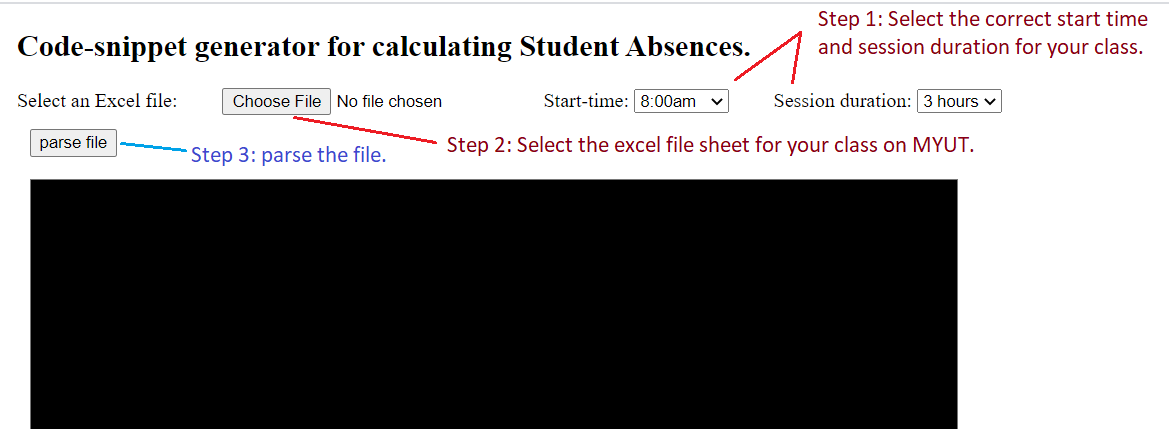 Step 1: Select the correct start time
and session duration for your class.
Code-snippet generator for calculating Student Absences.
Select an Excel file: Choose File No file chosen Start-time: 8:00am Session duration: 3 hours
parse file
Step 2: Select the excel file sheet for your class on MYUT.
Step 3: parse the file.